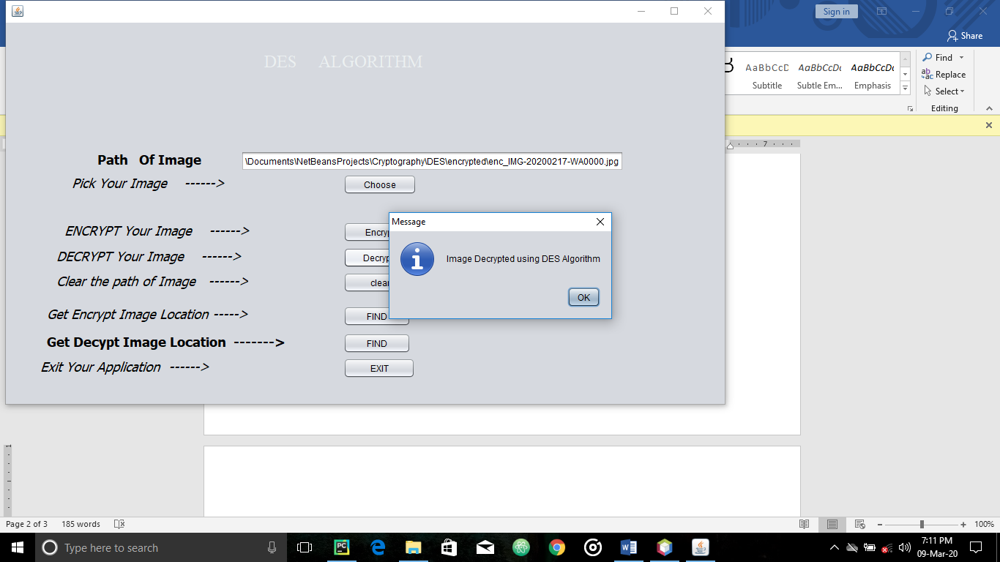 Sign in
Share
DES ALGORITHM
Find
AaBbCcD AaBbCcDc AaBbCcDc
Replace
Subtitle Subtle Em... Emphasis
Select
Editing
7
Path Of Image
\Documents\NetBeansProjects\Cryptography\DES\encrypted\enc_IMG-20200217-WA0000.jpg
Pick Your Image ------>
Choose
ENCRYPT Your Image ------>
Encryp
Message
DECRYPT Your Image ------>
Decryp
Image Decrypted using DES Algorithm
Clear the path of Image ------>
clear
OK
Get Encrypt Image Location ----->
FIND
Get Decypt Image Location ------->
FIND
Exit Your Application ------>
EXIT
1
Page 2 of 3 185 words
100%
Type here to search
PC
7:11 PM
09-Mar-20